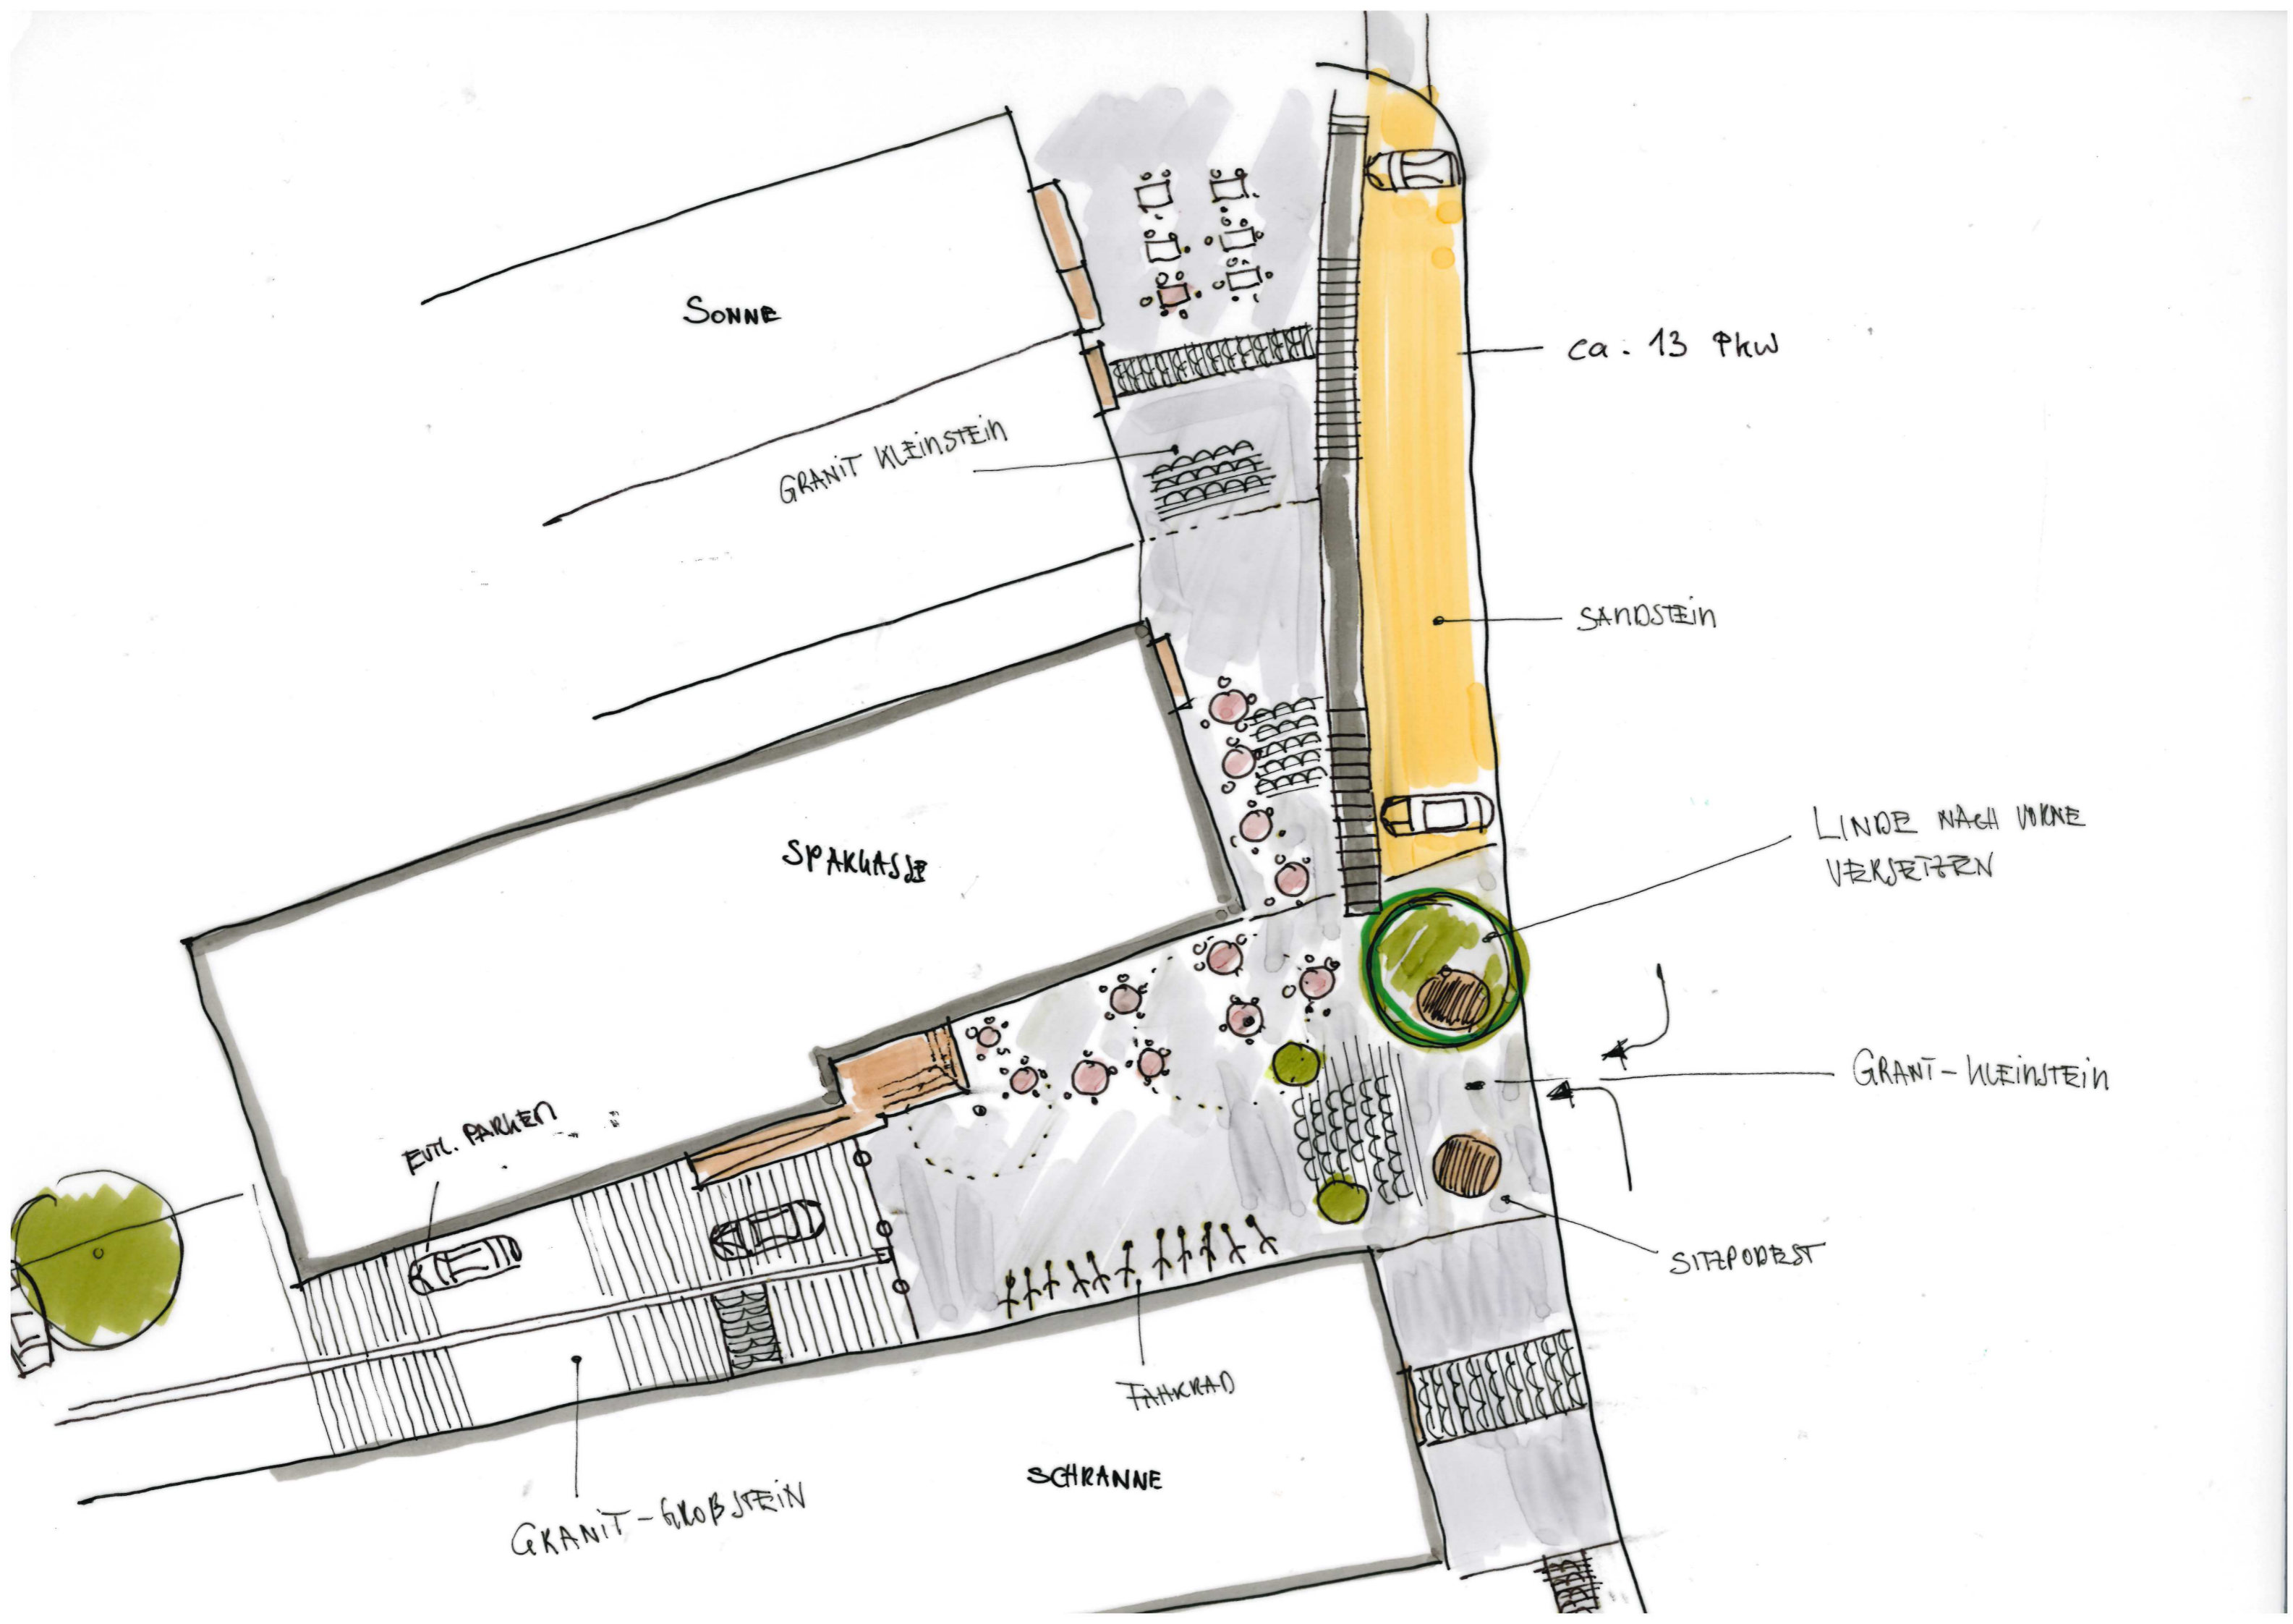 SONNE
ca. 13 PKW
GRANIT KLEINSTEIN
SANDSTEIN
LINDE NACH VORNE
VERSETZEN
SPARKASSE
GRANIT-KLEINSTEIN
EVTL. PARKEN
SITZPODEST
FAHRRAD
SCHRANNE
GRANIT-GROßSTEIN